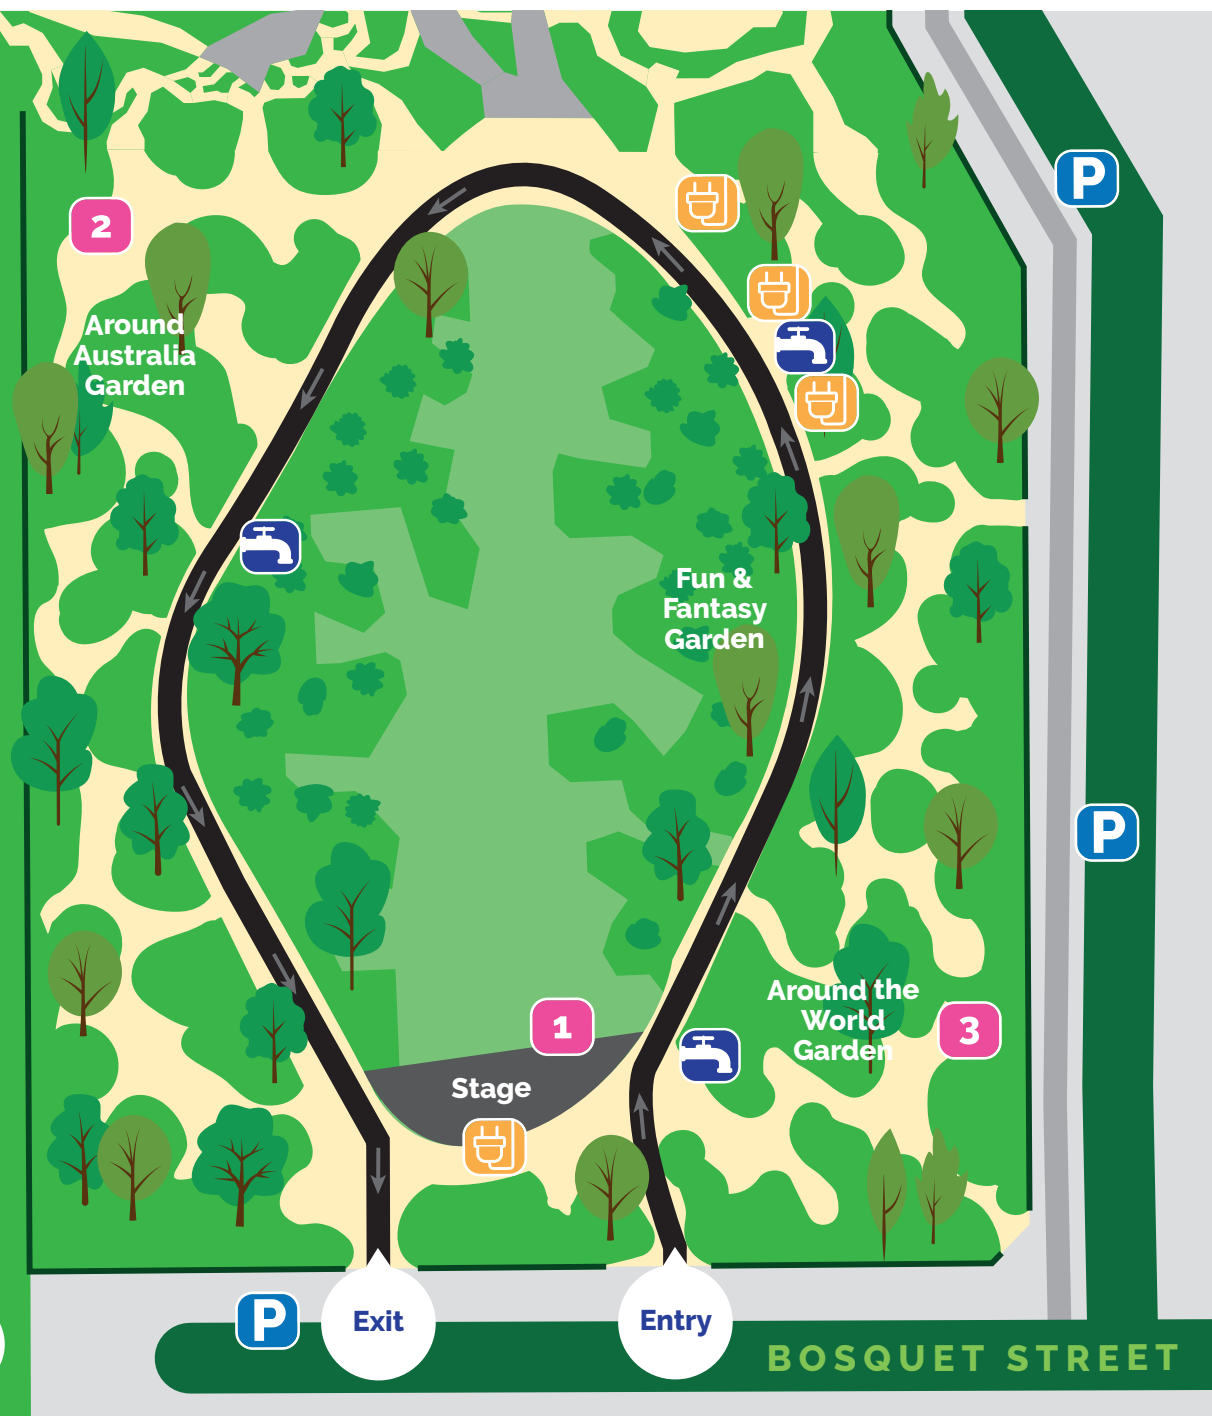 P
2
Around
Australia
Garden
Fun &
Fantasy
Garden
P
Around the
World
Garden
3
1
Stage
P
Exit
Entry
BOSQUET STREET